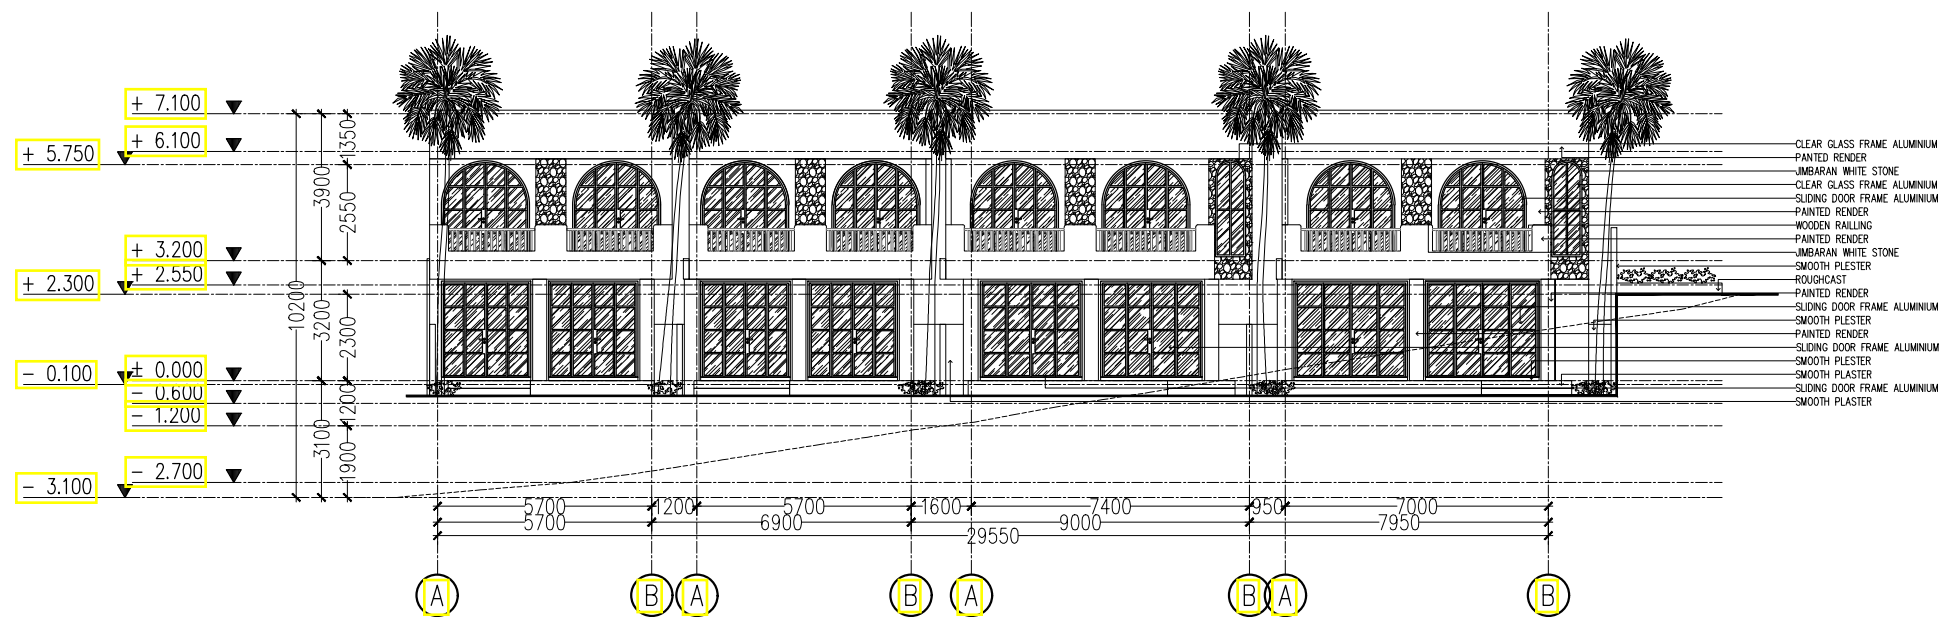 + 7.100
+ 6.100
+ 5.750
+ 3.200
+ 2.550
+ 2.300
± 0.000
- 0.100
- 0.600
- 1.200
- 2.700
- 3.100
10200
3900
3200
3100
1350
2550
2300
1200
1900
CLEAR GLASS FRAME ALUMINIUM
PANTED RENDER
JIMBARAN WHITE STONE
CLEAR GLASS FRAME ALUMINIUM
SLIDING DOOR FRAME ALUMINIUM
PAINTED RENDER
WOODEN RAILLING
PAINTED RENDER
JIMBARAN WHITE STONE
SMOOTH PLESTER
ROUGHCAST
PAINTED RENDER
SLIDING DOOR FRAME ALUMINIUM
SMOOTH PLESTER
PAINTED RENDER
SLIDING DOOR FRAME ALUMINIUM
SMOOTH PLESTER
SMOOTH PLASTER
SLIDING DOOR FRAME ALUMINIUM
SMOOTH PLASTER
5700 1200 5700 1600 7400 950 7000
5700 6900 9000 7950
29550
A B A B A B A B